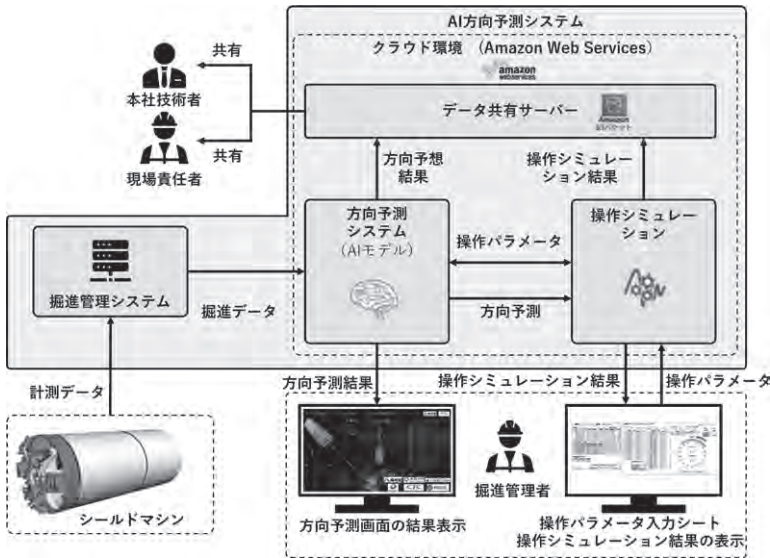 AI方向予測システム
クラウド環境 (Amazon Web Services)
amazon
webservices
データ共有サーバー
Amazon
S3バケット
共有
本社技術者
共有
現場責任者
方向予想
結果
操作シミュレー
ション結果
方向予測
システム
(AIモデル)
操作パラメータ
操作シミュレー
ション
掘進管理システム
掘進データ
方向予測
計測データ
方向予測結果
操作シミュレーション結果
操作パラメータ
シールドマシン
掘進管理者
方向予測画面の結果表示
操作パラメータ入力シート
操作シミュレーション結果の表示